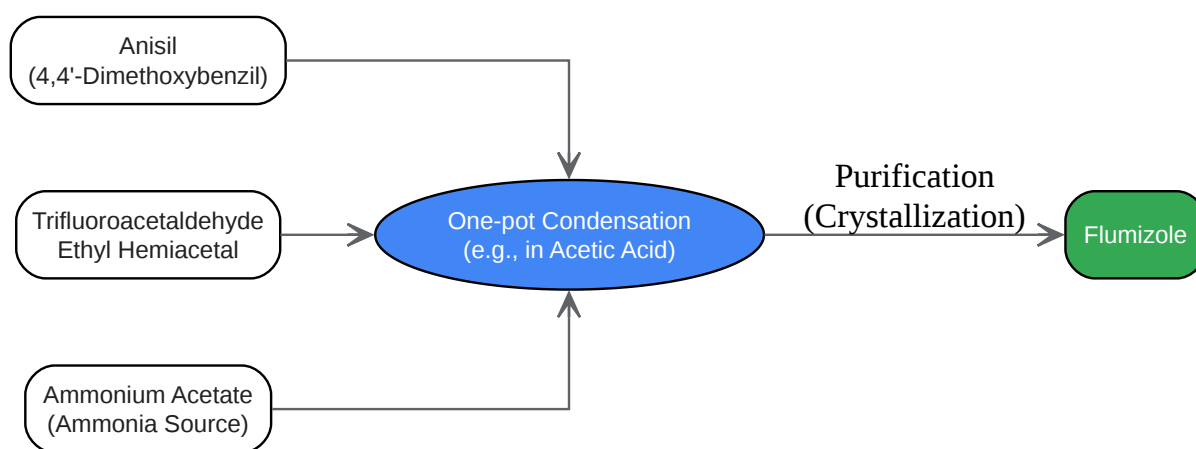 Anisil
(4,4'-Dimethoxybenzil)
Trifluoroacetaldehyde
Ethyl Hemiacetal
Ammonium Acetate
(Ammonia Source)
One-pot Condensation
(e.g., in Acetic Acid)
Purification
(Crystallization)
Flumizole